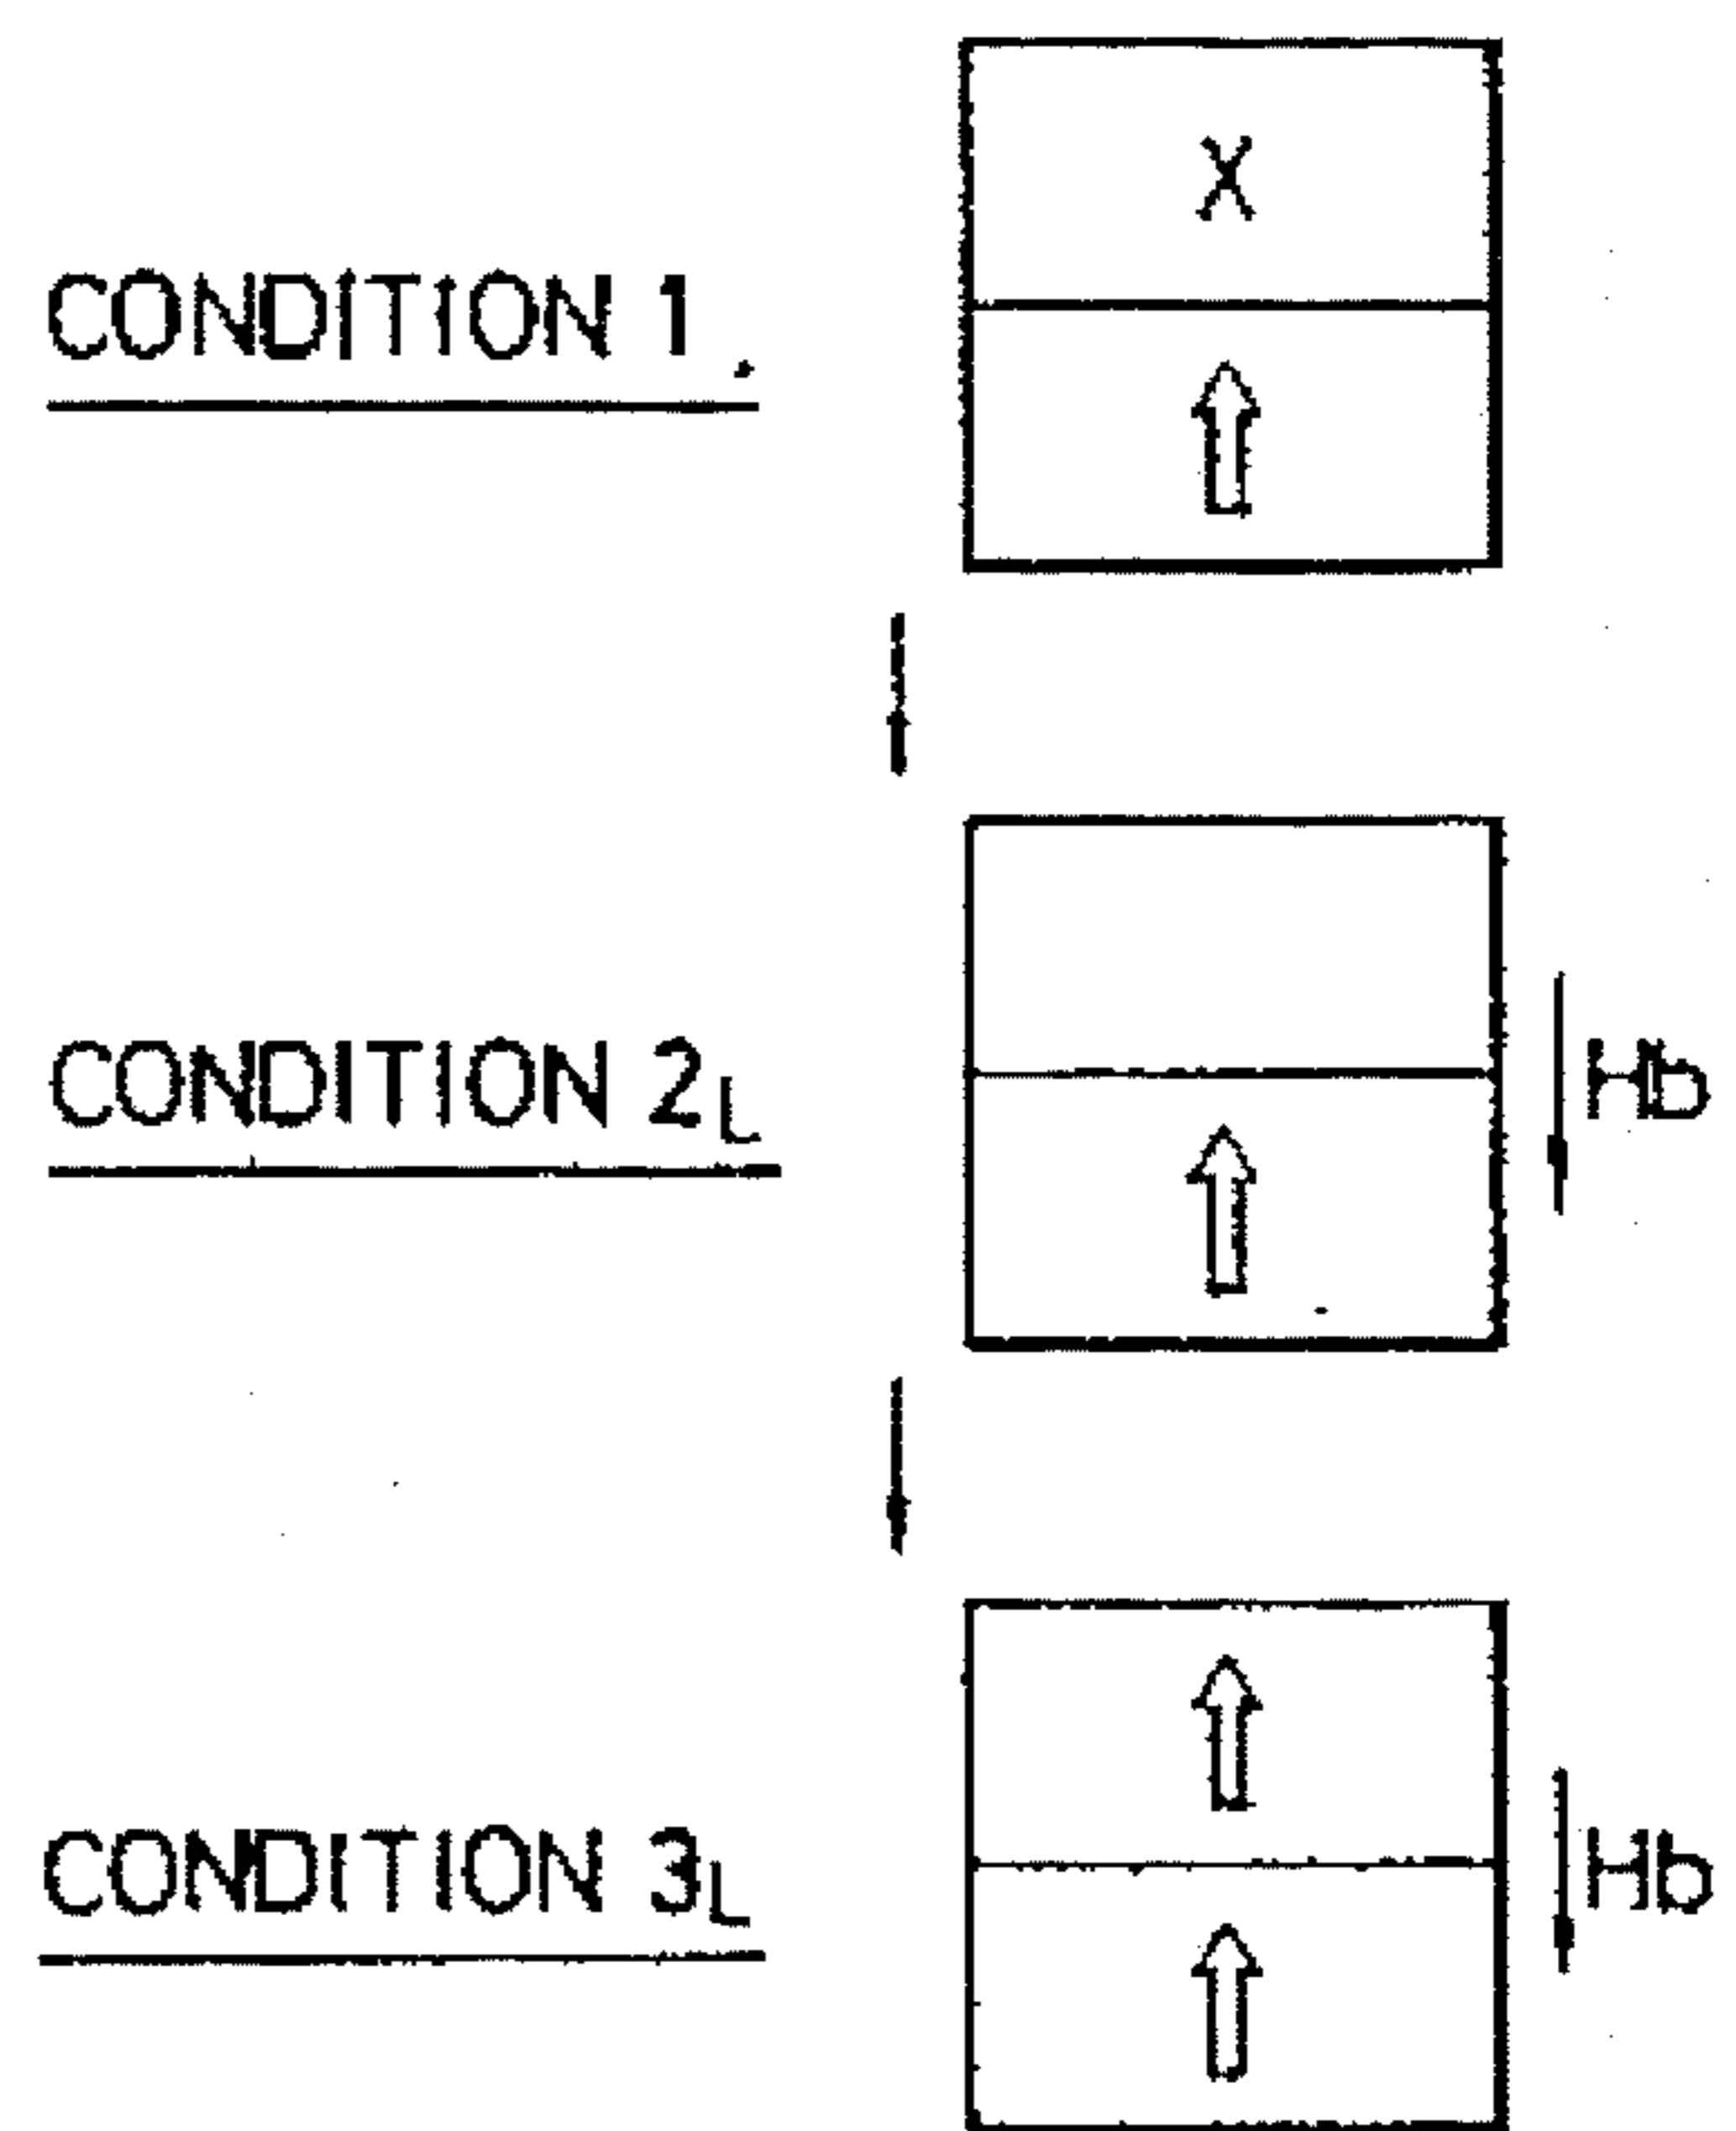 X
CONDITION 1.
CONDITION 2L
Hb
CONDITION 3L
Hb